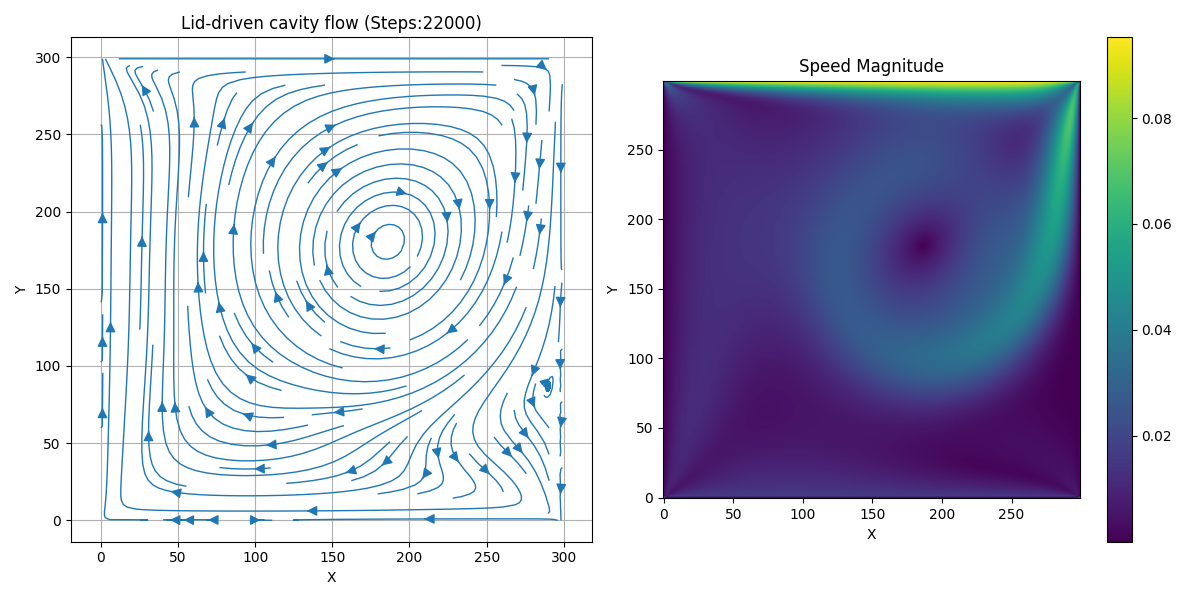 Lid-driven cavity flow (Steps:22000)
300
250
200
150
100
50
0
Y
0 50 100 150 200 250 300
X
Speed Magnitude
250
200
150
100
50
0
Y
0 50 100 150 200 250
X
0.08
0.06
0.04
0.02